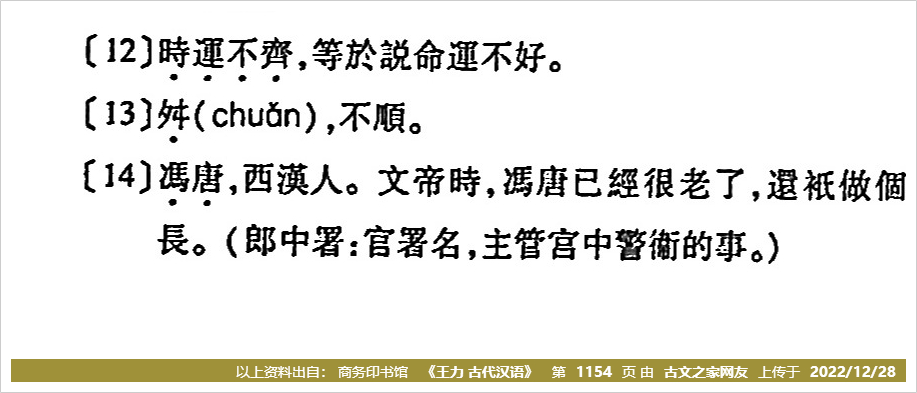 〔12〕時運不齊,等於説命運不好。
〔13〕舛(chuǎn),不順。
〔14〕馮唐,西漢人。文帝時,馮唐已經很老了,還衹做個
長。(郎中署:官署名,主管宫中警衞的事。)
以上资料出自: 商务印书馆 《王力 古代汉语》 第 1154 页 由 古文之家网友 上传于 2022/12/28